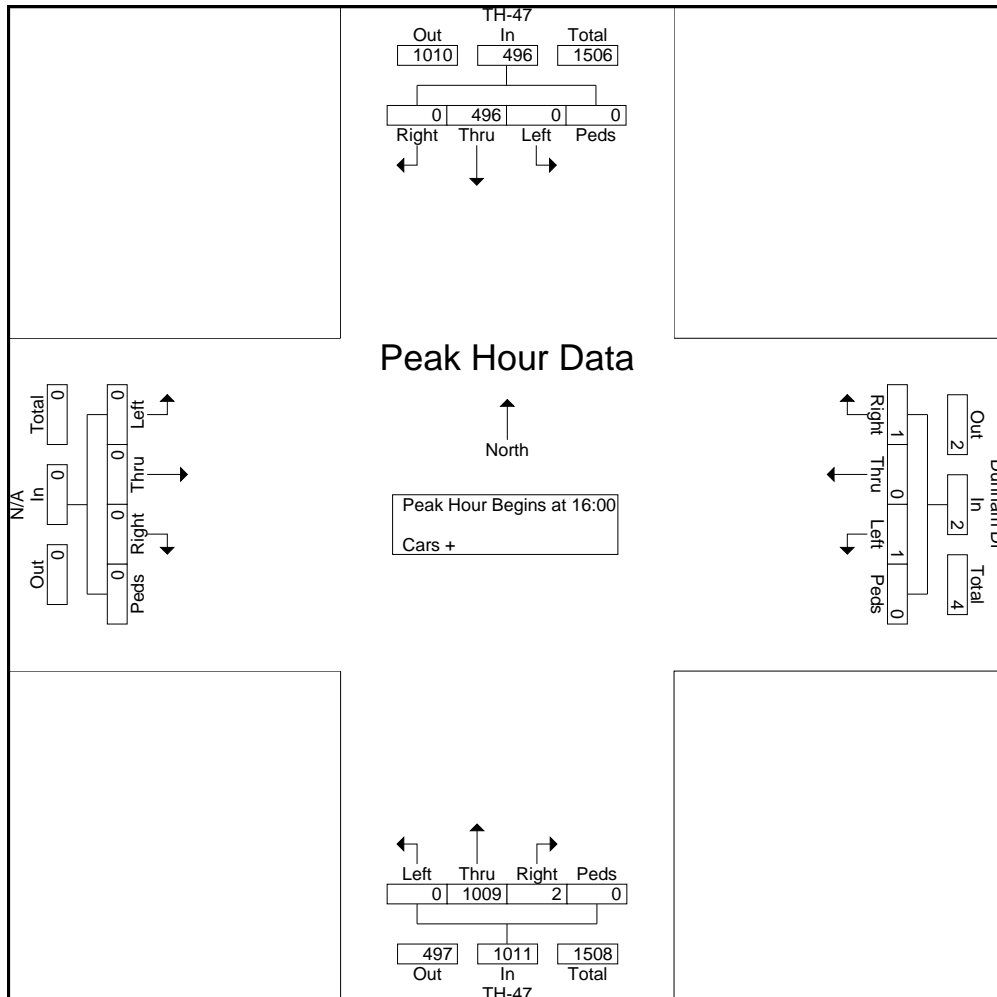 TH-47
Out In Total
1010 496 1506
0 496 0 0
Right Thru Left Peds
Peak Hour Data
North
Peak Hour Begins at 16:00
Cars +
N/A
Total In Out
0 0 0
0 0 0 0
Left Thru Right Peds
Right Thru Left Peds
1 0 1 0
Out In Total
2 2 4
Left Thru Right Peds
0 1009 2 0
497 1011 1508
Out In Total
TH-47